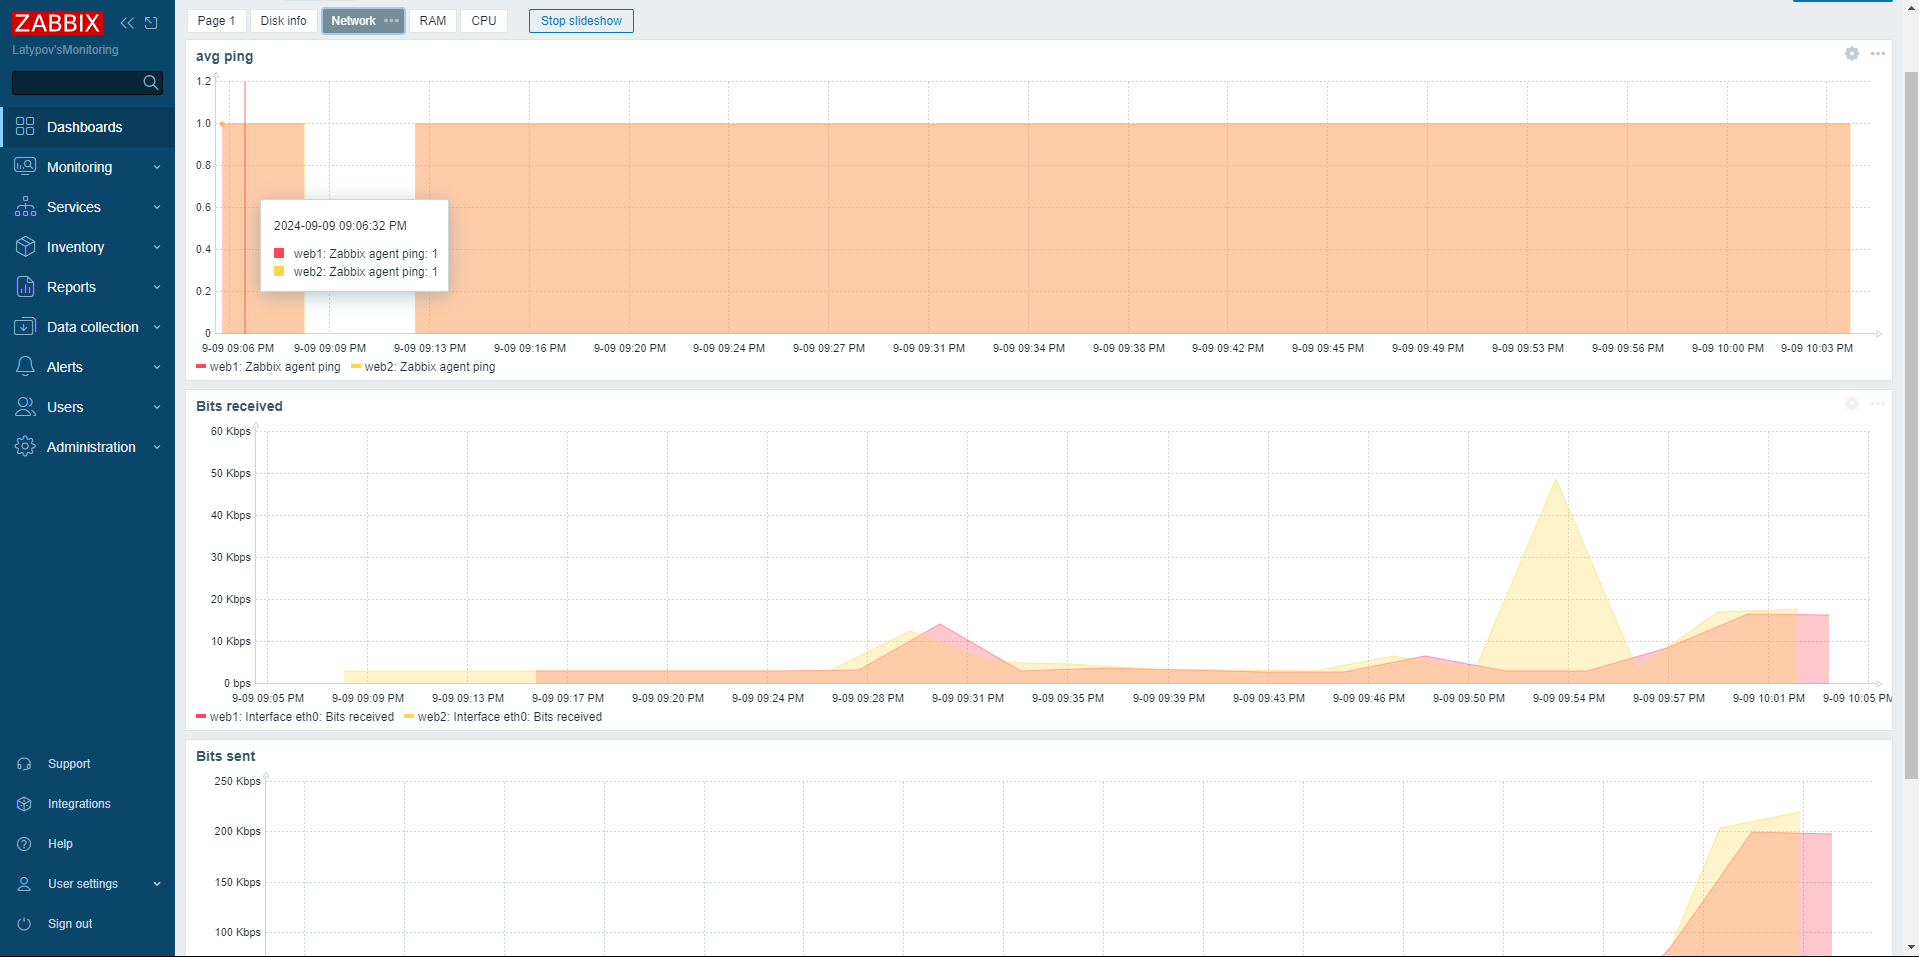 ZABBIX
Latypov'sMonitoring
Dashboards
Monitoring
Services
Inventory
Reports
Data collection
Alerts
Users
Administration
Support
Integrations
Help
User settings
Sign out
Page 1 Disk info Network RAM CPU Stop slideshow
avg ping
1.2
1.0
0.8
0.6
0.4
0.2
0
2024-09-09 09:06:32 PM
web1: Zabbix agent ping: 1
web2: Zabbix agent ping: 1
9-09 09:06 PM 9-09 09:09 PM 9-09 09:13 PM 9-09 09:16 PM 9-09 09:20 PM 9-09 09:24 PM 9-09 09:27 PM 9-09 09:31 PM 9-09 09:34 PM 9-09 09:38 PM 9-09 09:42 PM 9-09 09:45 PM 9-09 09:49 PM 9-09 09:53 PM 9-09 09:56 PM 9-09 10:00 PM 9-09 10:03 PM
web1: Zabbix agent ping web2: Zabbix agent ping
Bits received
60 Kbps
50 Kbps
40 Kbps
30 Kbps
20 Kbps
10 Kbps
0 bps
9-09 09:05 PM 9-09 09:09 PM 9-09 09:13 PM 9-09 09:17 PM 9-09 09:20 PM 9-09 09:24 PM 9-09 09:28 PM 9-09 09:31 PM 9-09 09:35 PM 9-09 09:39 PM 9-09 09:43 PM 9-09 09:46 PM 9-09 09:50 PM 9-09 09:54 PM 9-09 09:57 PM 9-09 10:01 PM 9-09 10:05 PM
web1: Interface eth0: Bits received web2: Interface eth0: Bits received
Bits sent
250 Kbps
200 Kbps
150 Kbps
100 Kbps